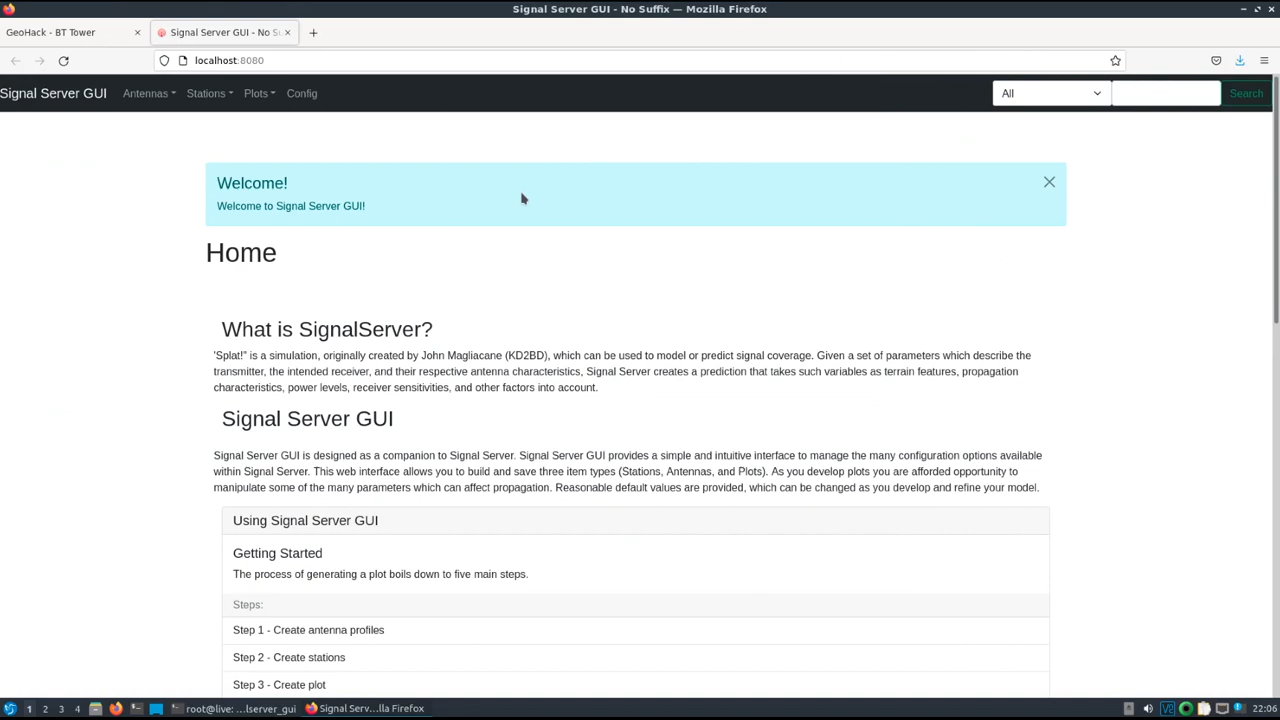 Signal Server GUI - No Suffix — Mozilla Firefox
GeoHack - BT Tower
Signal Server GUI - No Su
localhost:8080
Signal Server GUI Antennas Stations Plots Config All Search
Welcome!
Welcome to Signal Server GUI!
Home
What is SignalServer?
'Splat!" is a simulation, originally created by John Magliacane (KD2BD), which can be used to model or predict signal coverage. Given a set of parameters which describe the
transmitter, the intended receiver, and their respective antenna characteristics, Signal Server creates a prediction that takes such variables as terrain features, propagation
characteristics, power levels, receiver sensitivities, and other factors into account.
Signal Server GUI
Signal Server GUI is designed as a companion to Signal Server. Signal Server GUI provides a simple and intuitive interface to manage the many configuration options available
within Signal Server. This web interface allows you to build and save three item types (Stations, Antennas, and Plots). As you develop plots you are afforded opportunity to
manipulate some of the many parameters which can affect propagation. Reasonable default values are provided, which can be changed as you develop and refine your model.
Using Signal Server GUI
Getting Started
The process of generating a plot boils down to five main steps.
Steps:
Step 1 - Create antenna profiles
Step 2 - Create stations
Step 3 - Create plot
1 2 3 4 root@live: ...lserver_gui Signal Serv...lla Firefox 22:06